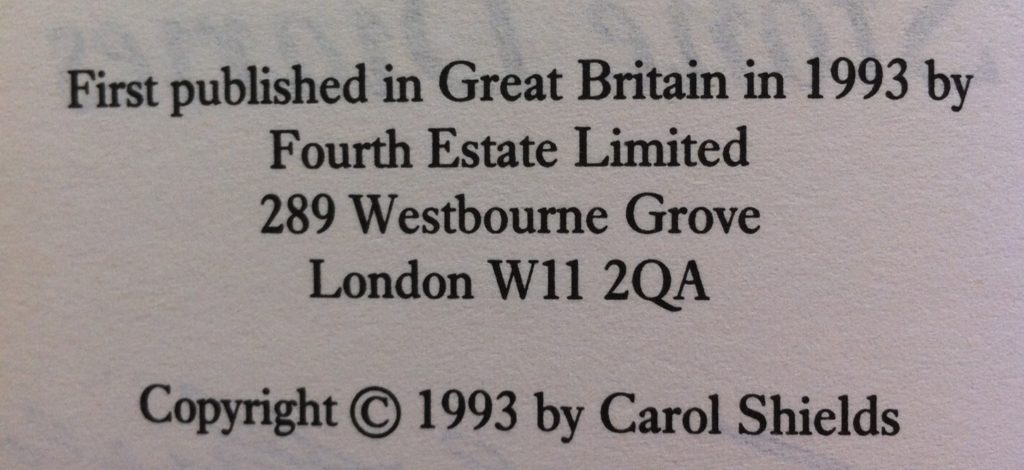 First published in Great Britain in 1993 by
Fourth Estate Limited
289 Westbourne Grove
London W11 2QA
Copyright © 1993 by Carol Shields